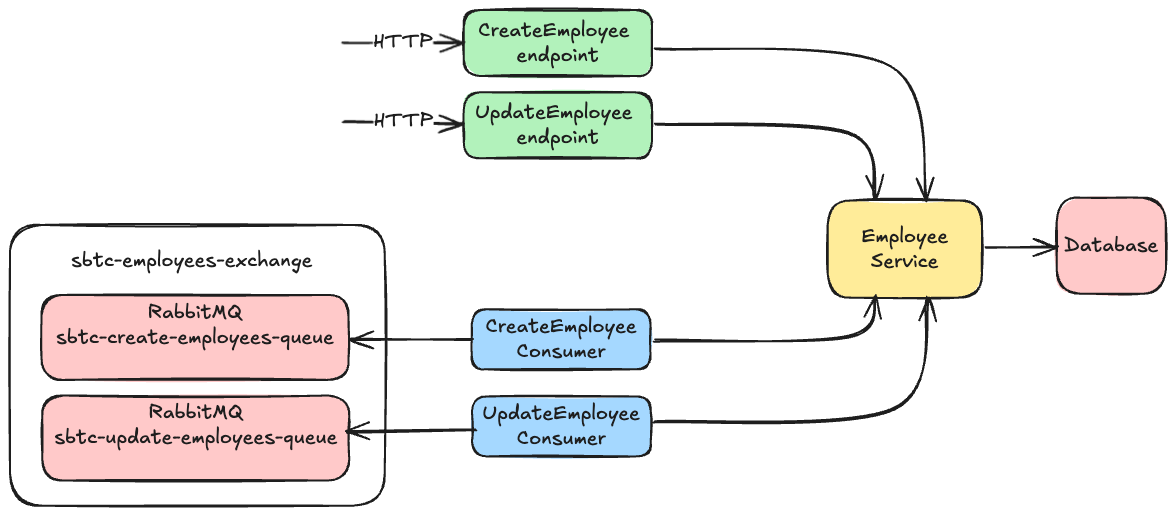 HTTP
CreateEmployee
endpoint
HTTP
UpdateEmployee
endpoint
Employee
Service
Database
sbtc-employees-exchange
RabbitMQ
sbtc-create-employees-queue
CreateEmployee
Consumer
RabbitMQ
sbtc-update-employees-queue
UpdateEmployee
Consumer